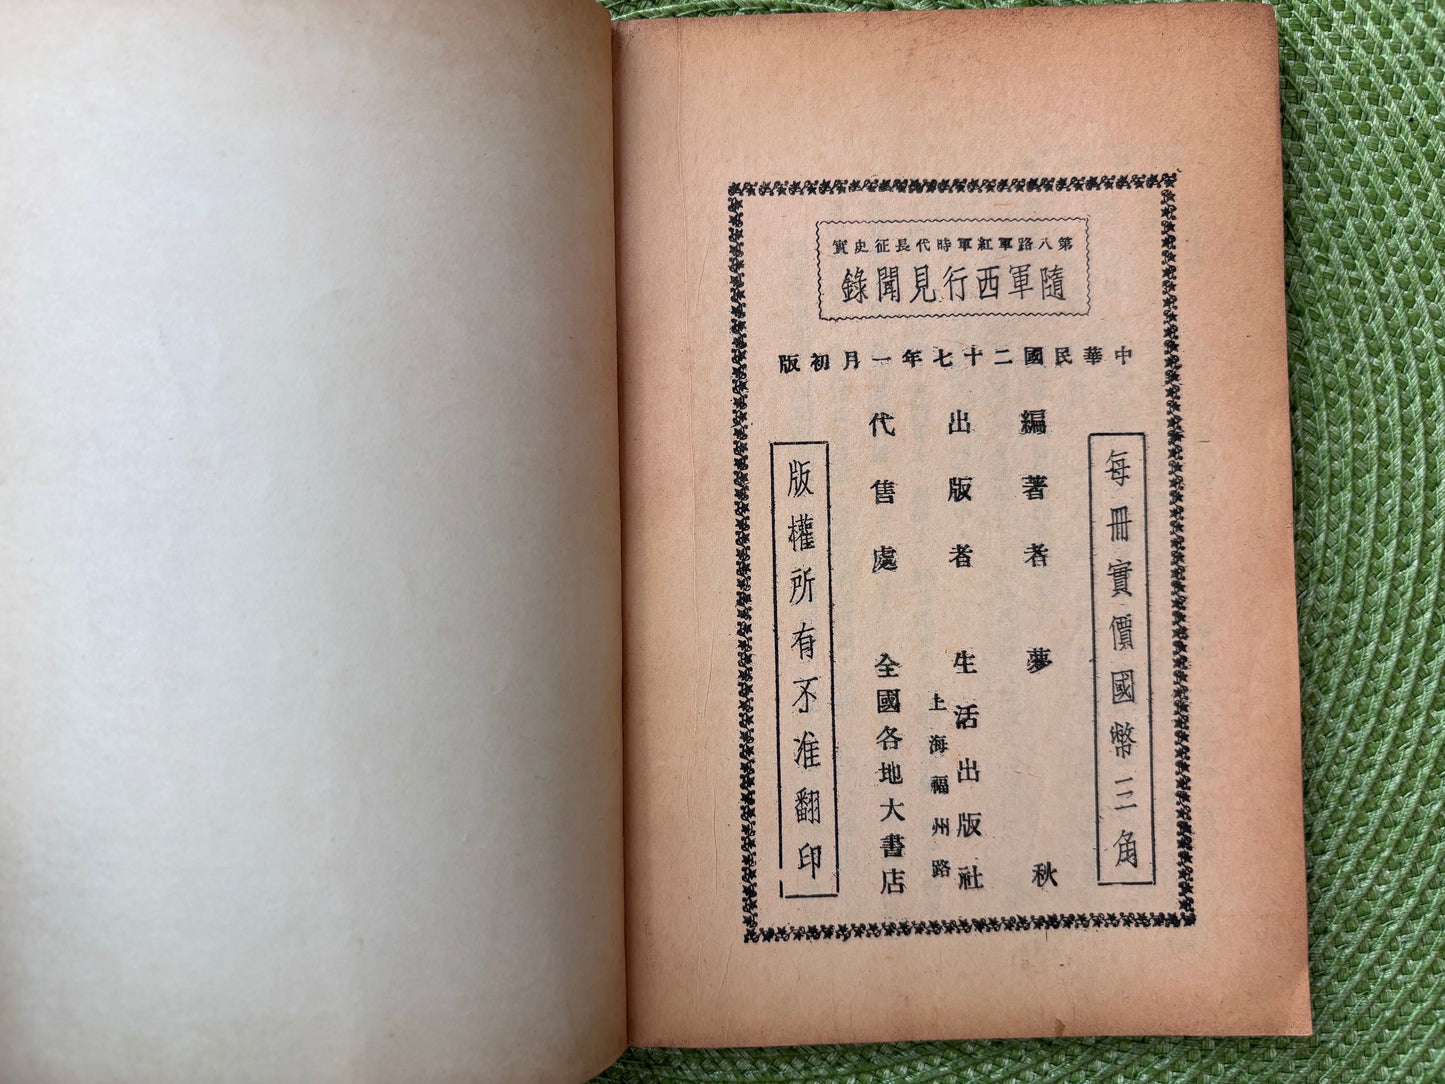 第八路軍紅軍時代長征史實
隨軍西行見聞錄
中華民國二十七年一月初版
每冊實價國幣三角
編著者 夢秋
出版者 生活出版社
上海福州路
代售處 全國各地大書店
版權所有不准翻印